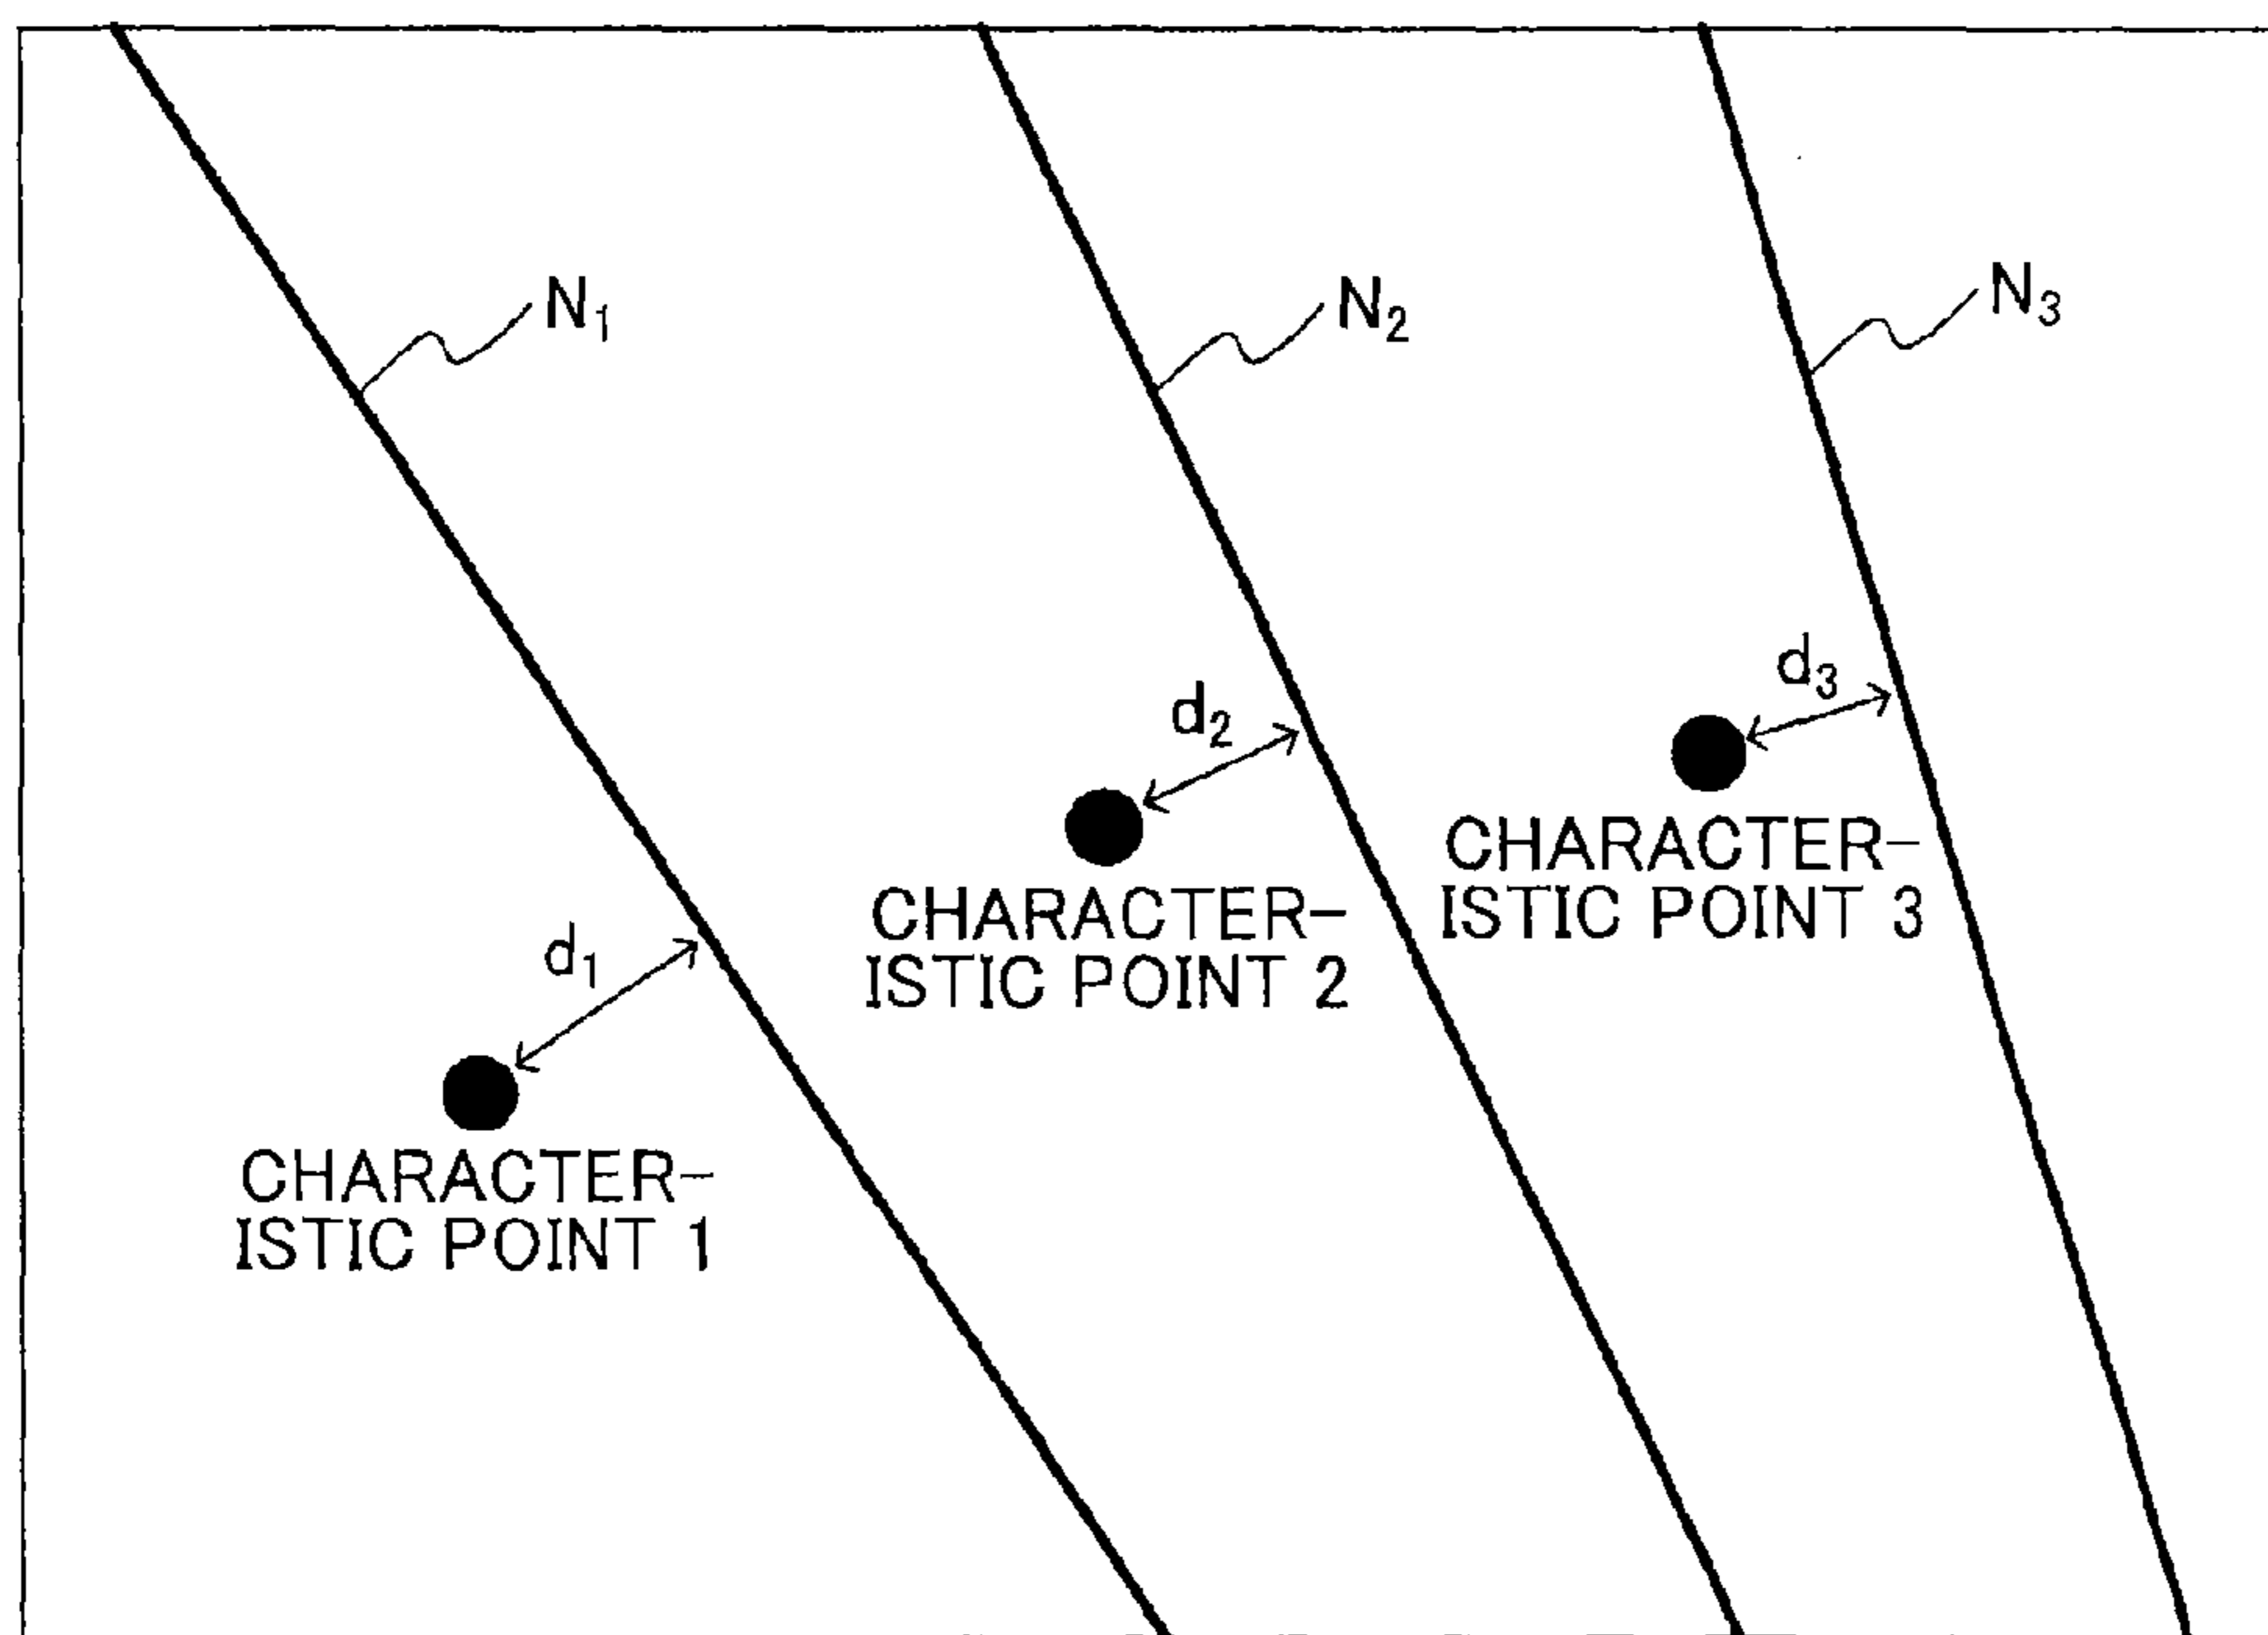 N₁
N₂
N₃
d₃
d₂
CHARACTER-
ISTIC POINT 3
CHARACTER-
ISTIC POINT 2
d₁
CHARACTER-
ISTIC POINT 1